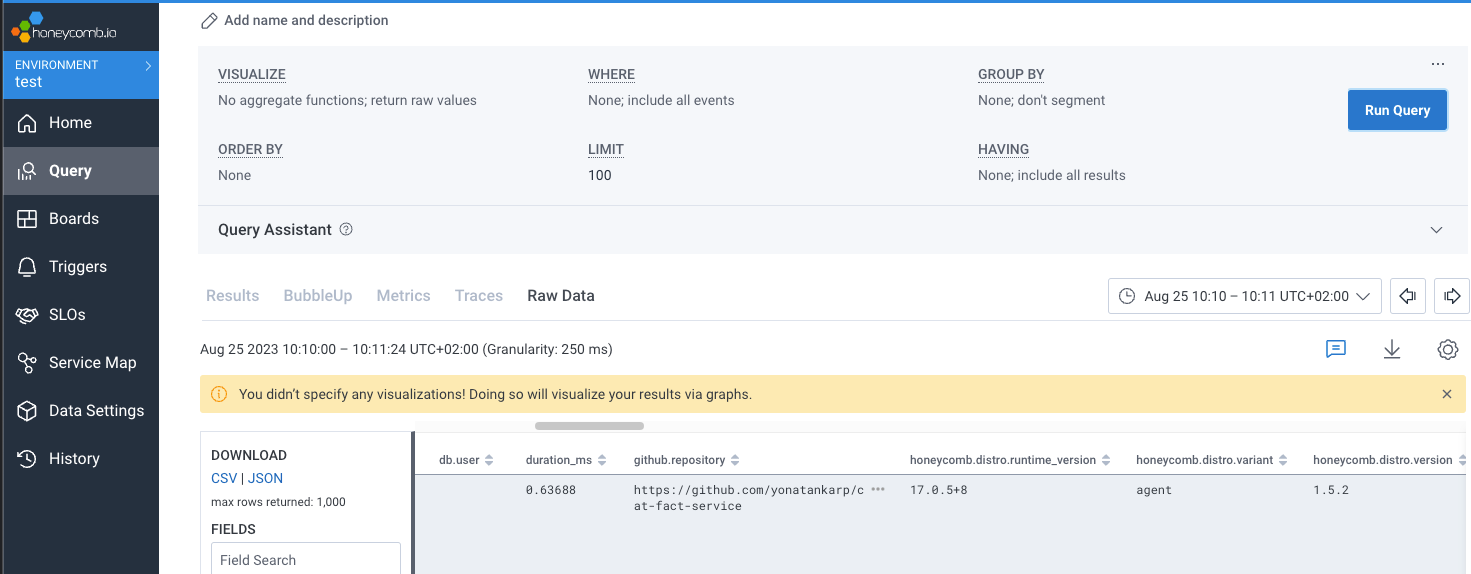 honeycomb.io
ENVIRONMENT
test
Home
Query
Boards
Triggers
SLOs
Service Map
Data Settings
History
Add name and description
VISUALIZE WHERE GROUP BY
No aggregate functions; return raw values None; include all events None; don't segment
Run Query
ORDER BY LIMIT HAVING
None 100 None; include all results
Query Assistant
Results BubbleUp Metrics Traces Raw Data
Aug 25 10:10 – 10:11 UTC+02:00
Aug 25 2023 10:10:00 – 10:11:24 UTC+02:00 (Granularity: 250 ms)
You didn't specify any visualizations! Doing so will visualize your results via graphs.
DOWNLOAD
CSV | JSON
max rows returned: 1,000
FIELDS
Field Search
db.user duration_ms github.repository honeycomb.distro.runtime_version honeycomb.distro.variant honeycomb.distro.version
0.63688 https://github.com/yonatankarp/c ••• 17.0.5+8 agent 1.5.2
at-fact-service